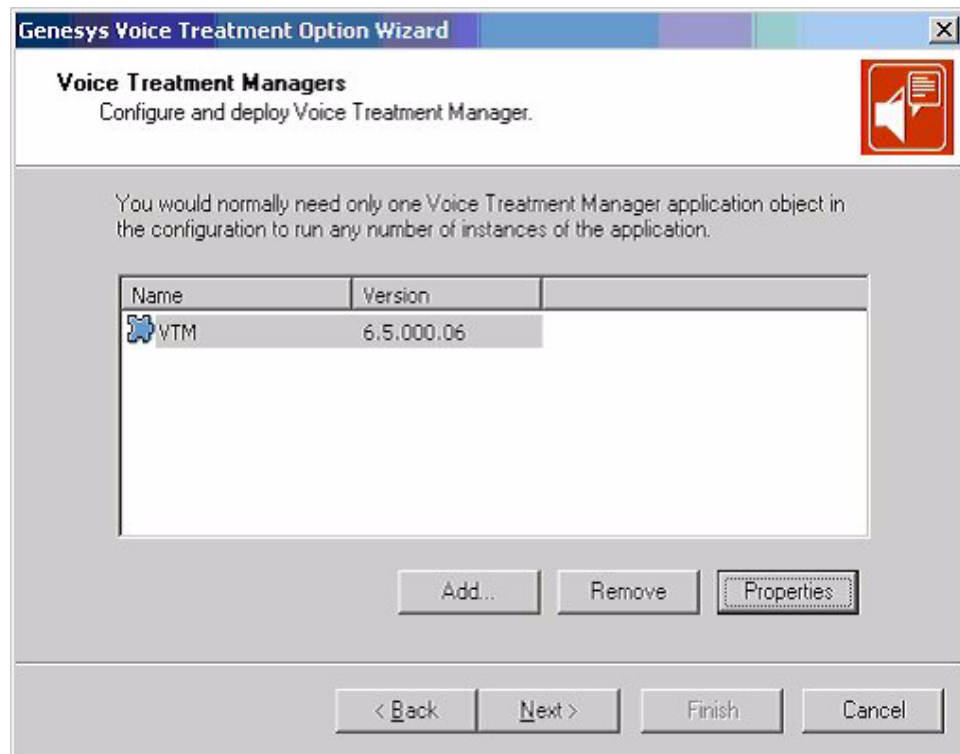 Genesys Voice Treatment Option Wizard
Voice Treatment Managers
Configure and deploy Voice Treatment Manager.
You would normally need only one Voice Treatment Manager application object in
the configuration to run any number of instances of the application.
Name Version
VTM 6.5.000.06
Add... Remove Properties
< Back Next > Finish Cancel